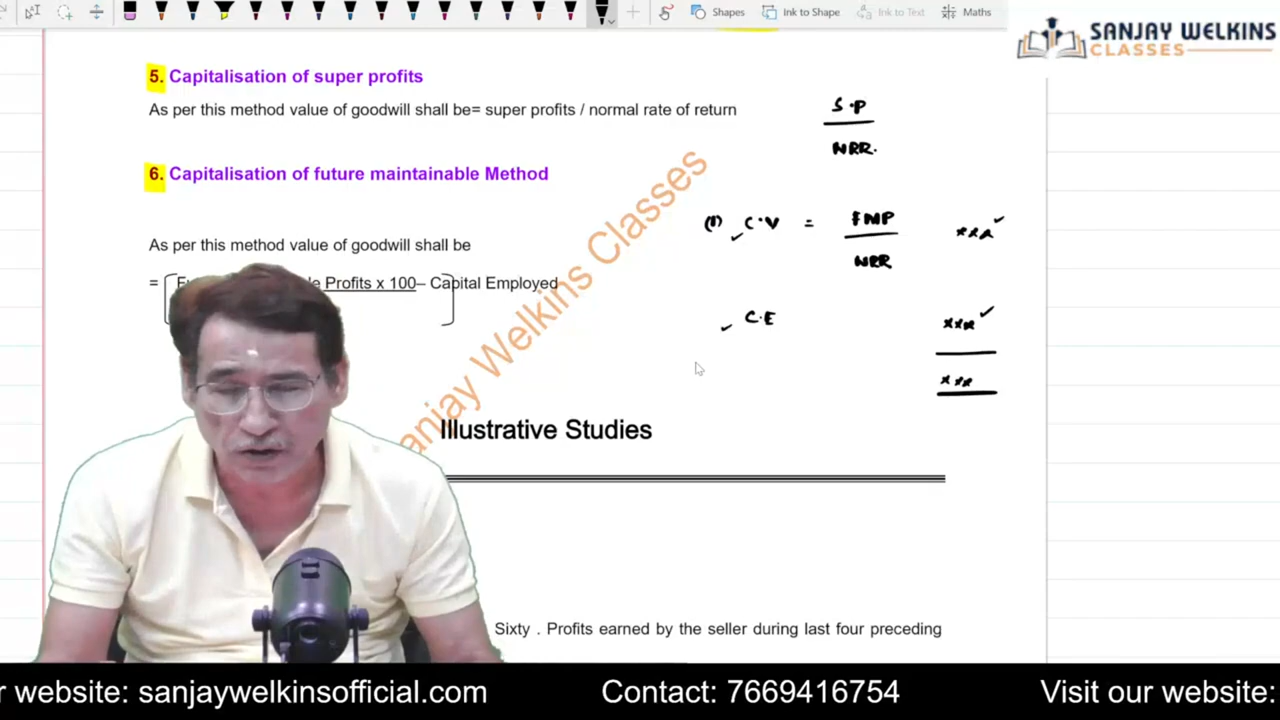 Shapes Ink to Shape Ink to Text Maths
SANJAY WELKINS
CLASSES
5. Capitalisation of super profits
As per this method value of goodwill shall be= super profits / normal rate of return
S.P
NRR.
6. Capitalisation of future maintainable Method
(1) C.V = FMP xxx
NRR
As per this method value of goodwill shall be
= Profits x 100– Capital Employed
C.E xxx
xxx
Sanjay Welkins Classes
Illustrative Studies
Sixty . Profits earned by the seller during last four preceding
website: sanjaywelkinsofficial.com Contact: 7669416754 Visit our website: